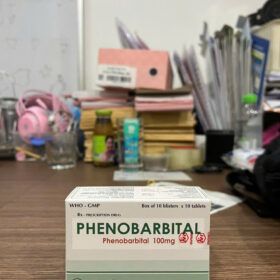 WHO - GMP
Box of 10 blisters x 10 tablets
Rx - PRESCRIPTION DRUG
PHENOBARBITAL
Phenobarbital 100mg